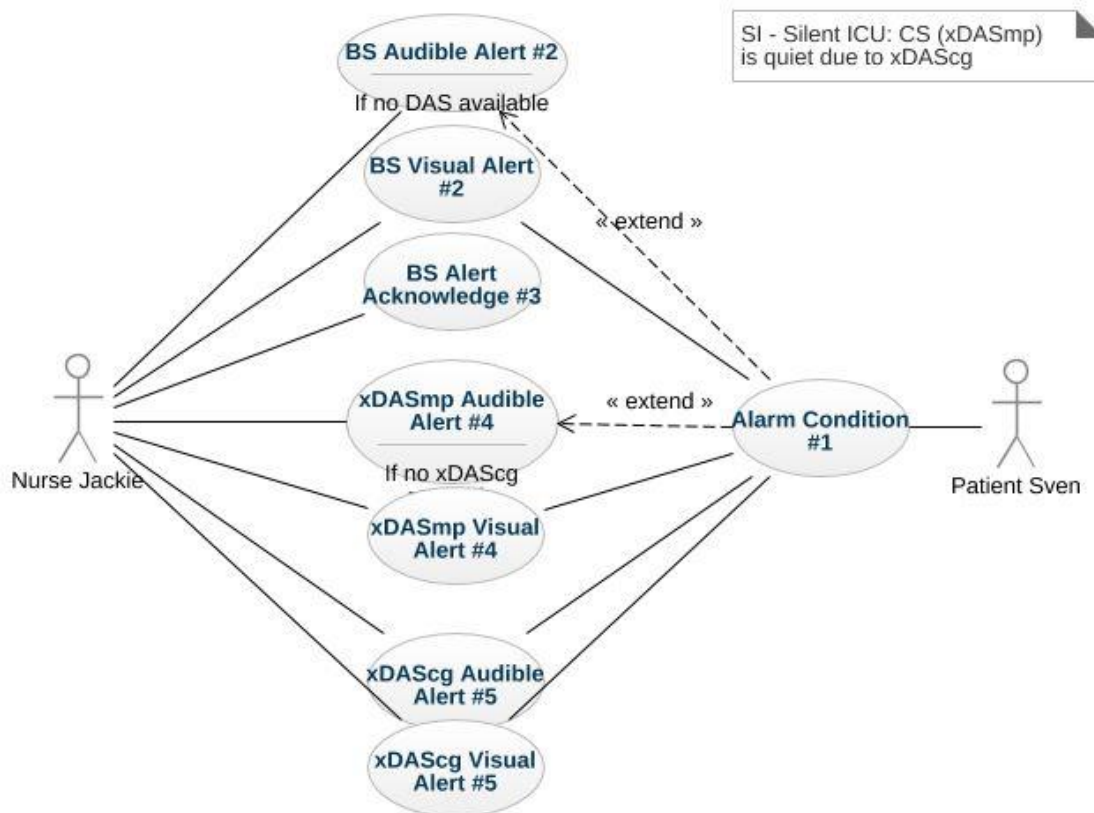 BS Audible Alert #2
If no DAS available
SI - Silent ICU: CS (xDASmp)
is quiet due to xDAScg
BS Visual Alert
#2
« extend »
BS Alert
Acknowledge #3
xDASmp Audible
Alert #4
If no xDAScg
« extend »
Alarm Condition
#1
Nurse Jackie
Patient Sven
xDASmp Visual
Alert #4
xDAScg Audible
Alert #5
xDAScg Visual
Alert #5